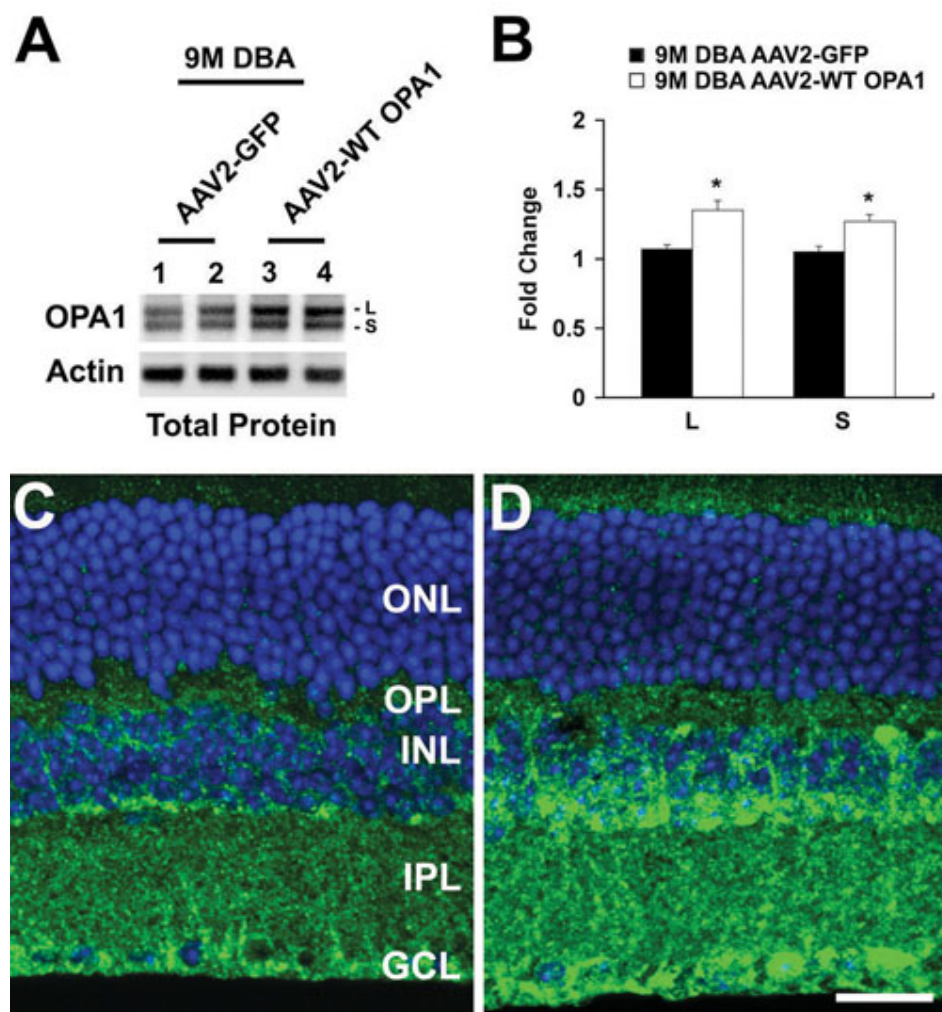 A
9M DBA
AAV2-GFP
AAV2-WT OPA1
1 2 3 4
OPA1
- L
- S
Actin
Total Protein
B
9M DBA AAV2-GFP
9M DBA AAV2-WT OPA1
2
1.5
1
0.5
0
Fold Change
*
*
L S
C
ONL
OPL
INL
IPL
GCL
D